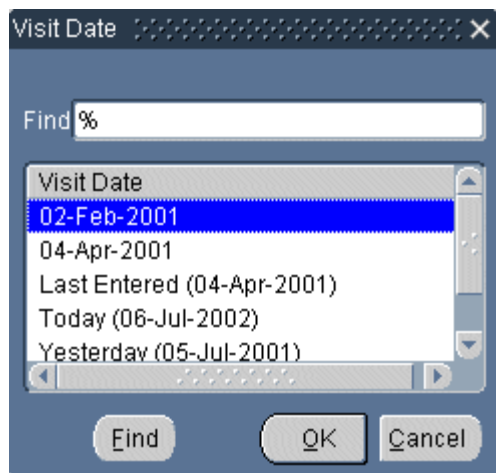 Visit Date
Find %
Visit Date
02-Feb-2001
04-Apr-2001
Last Entered (04-Apr-2001)
Today (06-Jul-2002)
Yesterday (05-Jul-2001)
Find OK Cancel